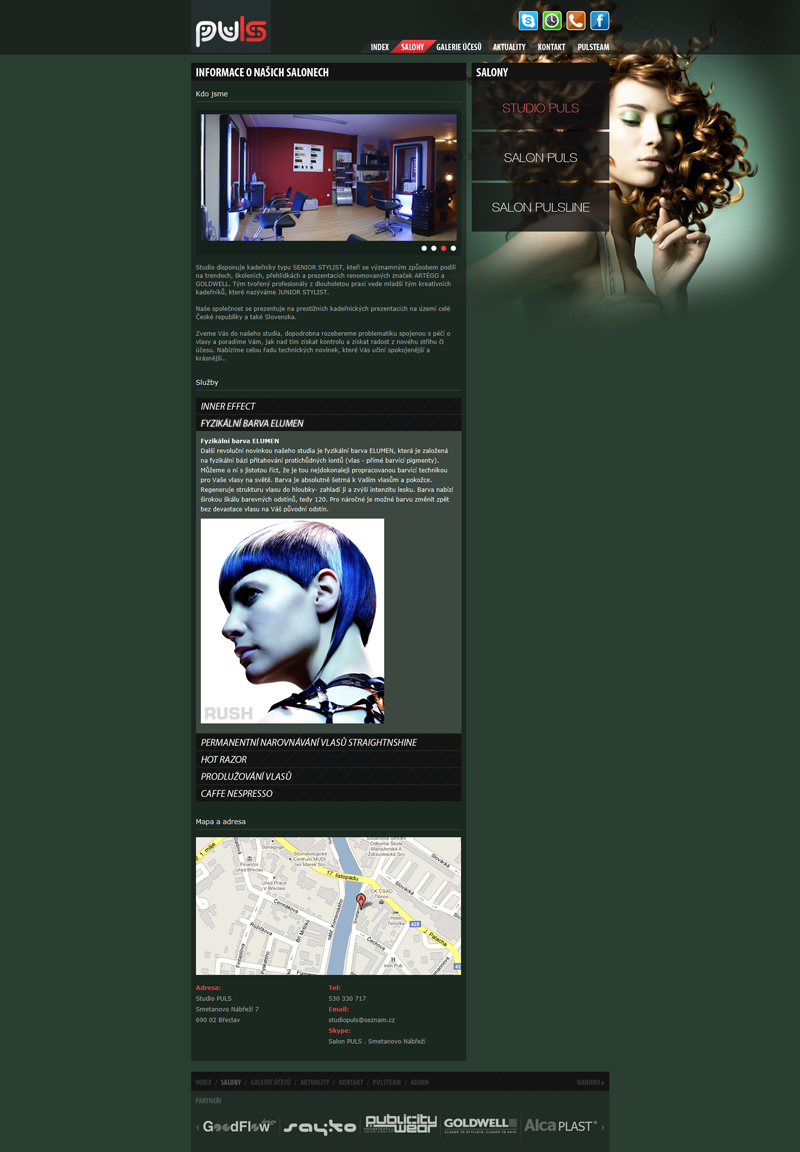 puls
INDEX SALONY GALERIE ÚČESŮ AKTUALITY KONTAKT PULSTEAM
INFORMACE O NAŠICH SALONECH
Kdo jsme
Studio disponuje kadeřníky typu SENIOR STYLIST, kteří se významným způsobem podílí
na trendech, školeních, přehlídkách a prezentacích renomovaných značek ARTÉGO a
GOLDWELL. Tým tvořený profesionály z dlouholetou praxí vede mladší tým kreativních
kadeřníků, které nazýváme JUNIOR STYLIST.
Naše společnost se prezentuje na prestižních kadeřnických prezentacích na území celé
České republiky a také Slovenska.
Zveme Vás do našeho studia, dopodrobna rozebereme problematiku spojenou s péčí o
vlasy a poradíme Vám, jak nad tím získat kontrolu a získat radost z nového střihu či
účesu. Nabízíme celou řadu technických novinek, které Vás učiní spokojenější a
krásnější..
Služby
INNER EFFECT
FYZIKÁLNÍ BARVA ELUMEN
Fyzikální barva ELUMEN
Další revoluční novinkou našeho studia je fyzikální barva ELUMEN, která je založená
na fyzikální bázi přitahování protichůdných iontů (vlas - přímé barvící pigmenty).
Můžeme o ní s jistotou říct, že je tou nejdokonaleji propracovanou barvící technikou
pro Vaše vlasy na světě. Barva je absolutně šetrná k Vašim vlasům a pokožce.
Regeneruje strukturu vlasu do hloubky- zahladí ji a zvýší intenzitu lesku. Barva nabízí
širokou škálu barevných odstínů, tedy 120. Pro náročné je možné barvu změnit zpět
bez devastace vlasu na Váš původní odstín.
RUSH
PERMANENTNÍ NAROVNÁVÁNÍ VLASŮ STRAIGHTNSHINE
HOT RAZOR
PRODLUŽOVÁNÍ VLASŮ
CAFFE NESPRESSO
Mapa a adresa
17. listopadu
Adresa:
Studio PULS
Smetanovo Nábřeží 7
690 02 Břeclav
Tel:
530 330 717
Email:
studiopuls@seznam.cz
Skype:
Salon PULS . Smetanovo Nábřeží
SALONY
STUDIO PULS
SALON PULS
SALON PULSLINE
INDEX / SALONY / GALERIE ÚČESŮ / AKTUALITY / KONTAKT / PULSTEAM / ADMIN
NAHORU
PARTNEŘI
GoodFlow design
sayko
publicity wear
GOLDWELL
Alca PLAST